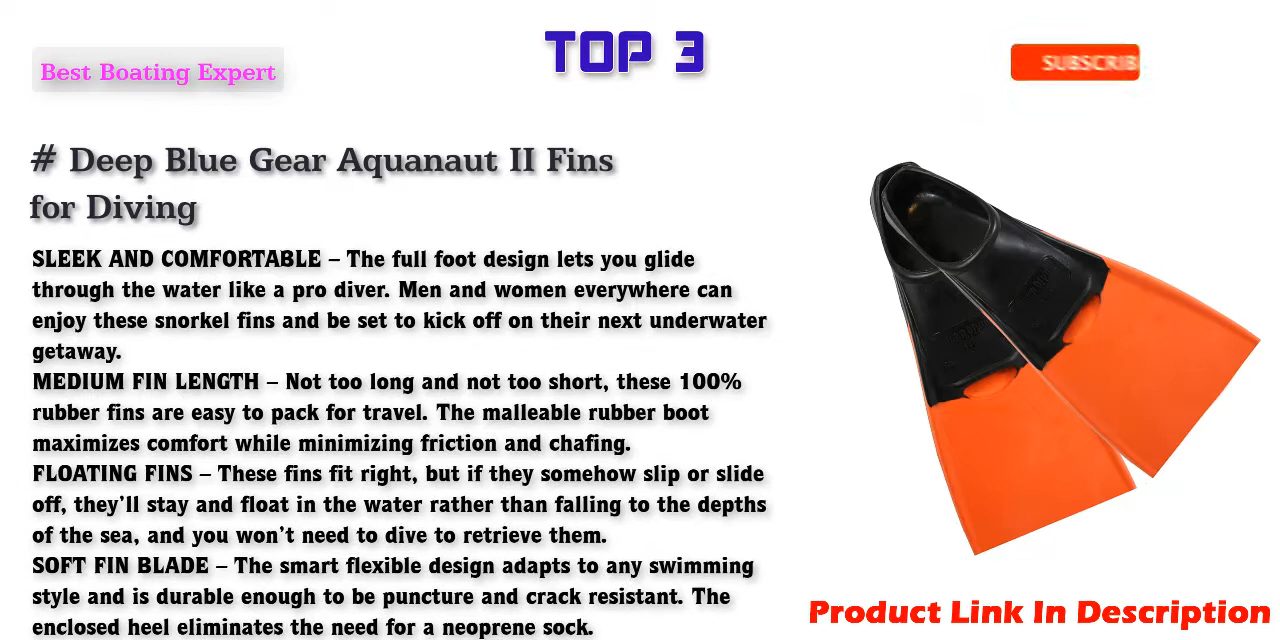 TOP 3
Best Boating Expert
SUBSCRIB
# Deep Blue Gear Aquanaut II Fins
for Diving
SLEEK AND COMFORTABLE – The full foot design lets you glide
through the water like a pro diver. Men and women everywhere can
enjoy these snorkel fins and be set to kick off on their next underwater
getaway.
MEDIUM FIN LENGTH – Not too long and not too short, these 100%
rubber fins are easy to pack for travel. The malleable rubber boot
maximizes comfort while minimizing friction and chafing.
FLOATING FINS – These fins fit right, but if they somehow slip or slide
off, they’ll stay and float in the water rather than falling to the depths
of the sea, and you won’t need to dive to retrieve them.
SOFT FIN BLADE – The smart flexible design adapts to any swimming
style and is durable enough to be puncture and crack resistant. The
enclosed heel eliminates the need for a neoprene sock.
Product Link In Description